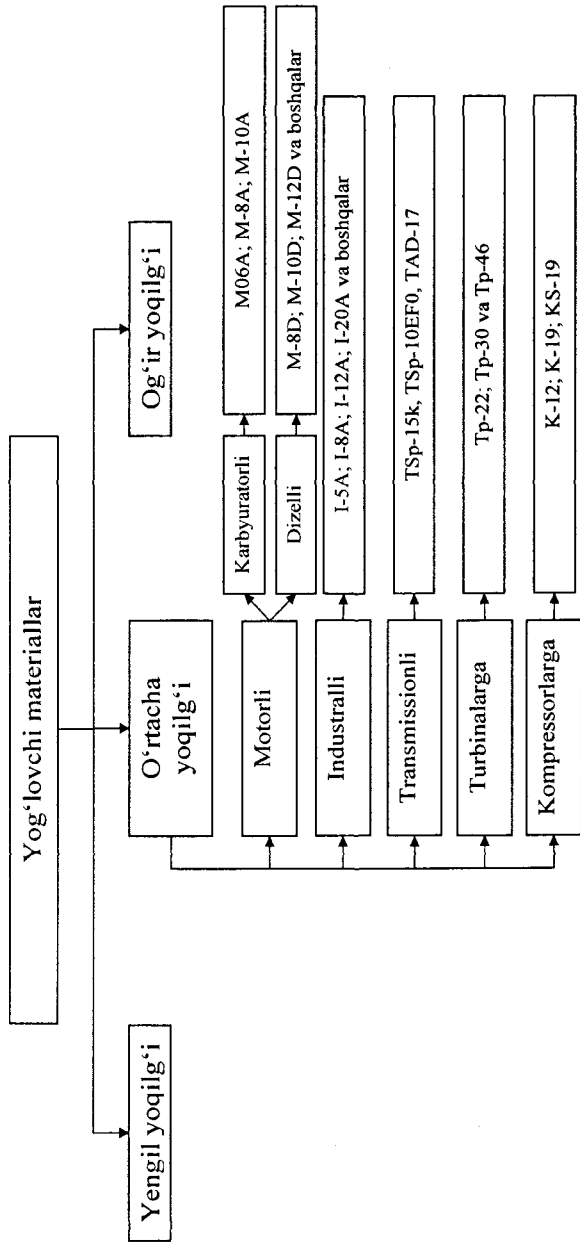 Yog‘lovchi materiallar
Yengil yoqilg‘i
O‘rtacha
yoqilg‘i
Og‘ir yoqilg‘i
Motorli
Karbyuratorli
M06A; M-8A; M-10A
Dizelli
M-8D; M-10D; M-12D va boshqalar
Industralli
I-5A; I-8A; I-12A; I-20A va boshqalar
Transmissionli
TSp-15k, TSp-10EF0, TAD-17
Turbinalarga
Tp-22; Tp-30 va Tp-46
Kompressorlarga
K-12; K-19; KS-19